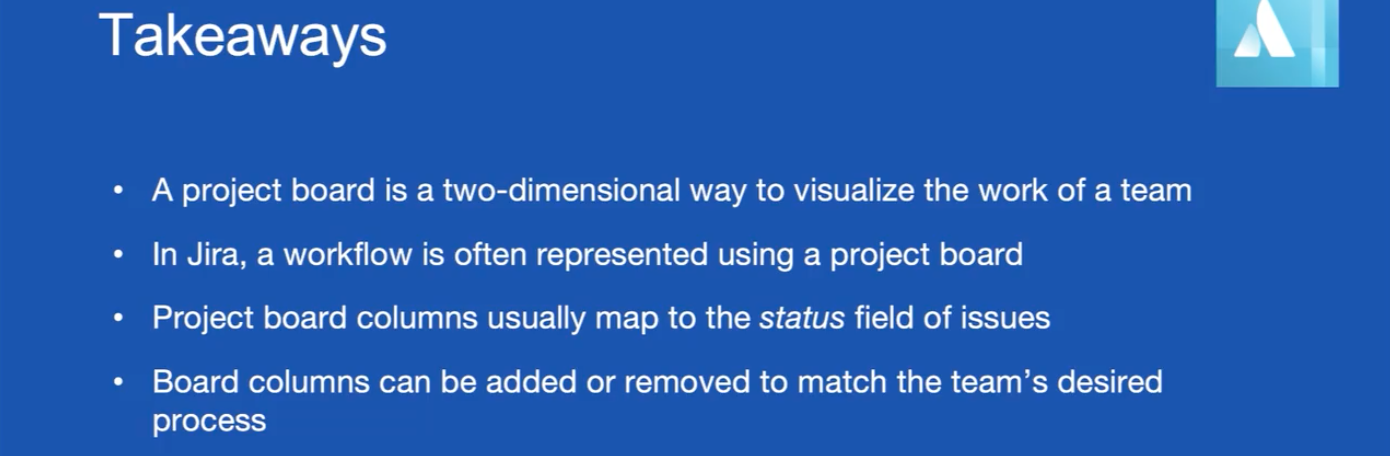 Takeaways
• A project board is a two-dimensional way to visualize the work of a team
• In Jira, a workflow is often represented using a project board
• Project board columns usually map to the status field of issues
• Board columns can be added or removed to match the team’s desired
process